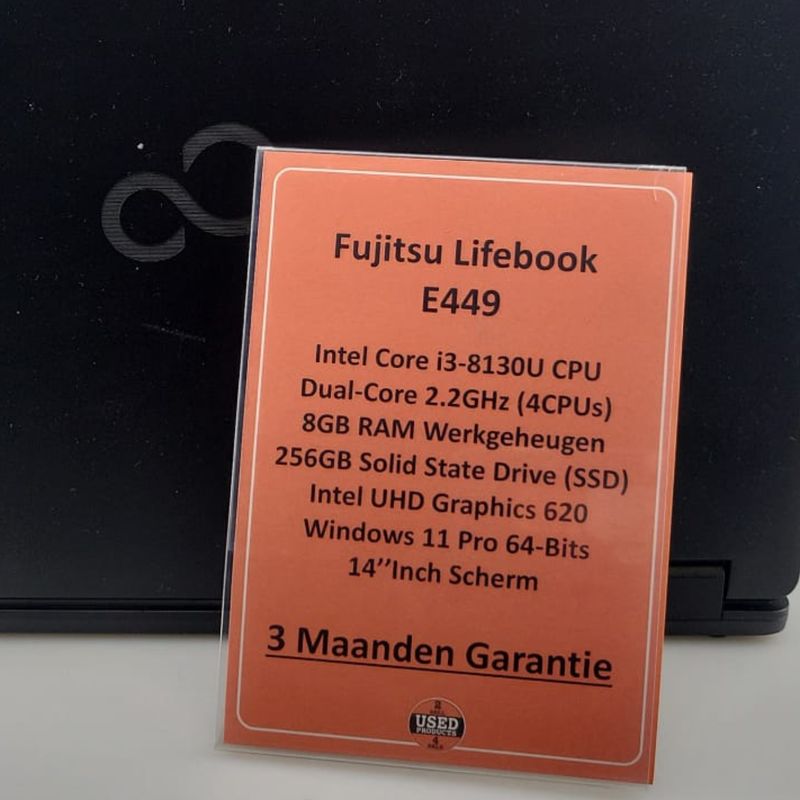 Fujitsu Lifebook
E449
Intel Core i3-8130U CPU
Dual-Core 2.2GHz (4CPUs)
8GB RAM Werkgeheugen
256GB Solid State Drive (SSD)
Intel UHD Graphics 620
Windows 11 Pro 64-Bits
14’’Inch Scherm
3 Maanden Garantie
USED
PRODUCTS